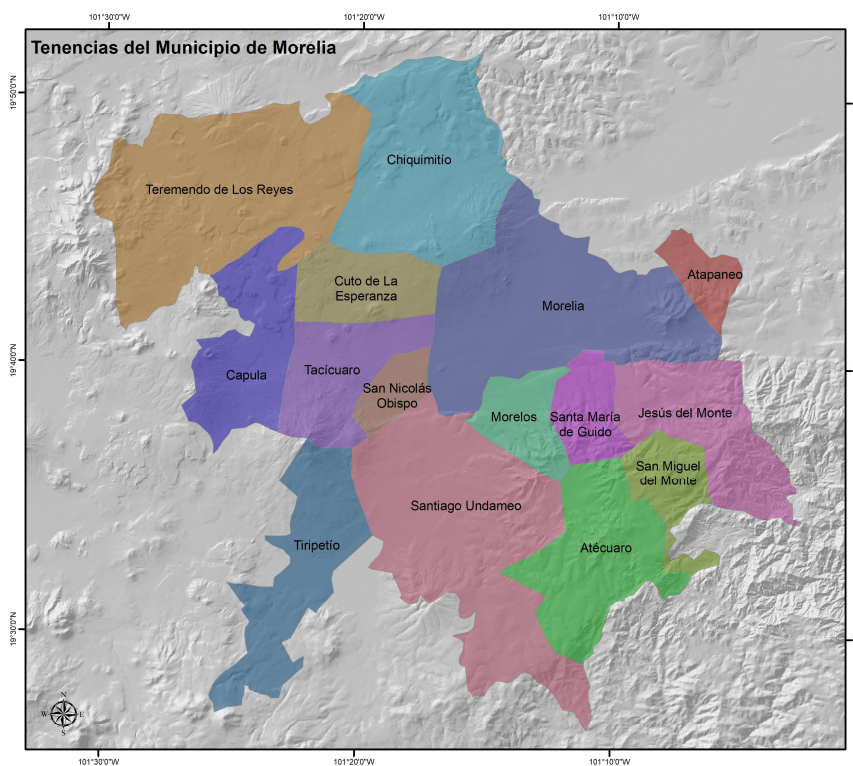 101°30'0"W
101°20'0"W
101°10'0"W
Tenencias del Municipio de Morelia
19°50'0"N
Chiquimitío
Teremendo de Los Reyes
Cuto de La
Esperanza
Atapaneo
Morelia
19°40'0"N
Capula
Tacícuaro
San Nicolás
Obispo
Morelos
Santa María
de Guido
Jesús del Monte
San Miguel
del Monte
Santiago Undameo
Tiripetío
Atécuaro
19°30'0"N
N
W
E
S
101°30'0"W
101°20'0"W
101°10'0"W